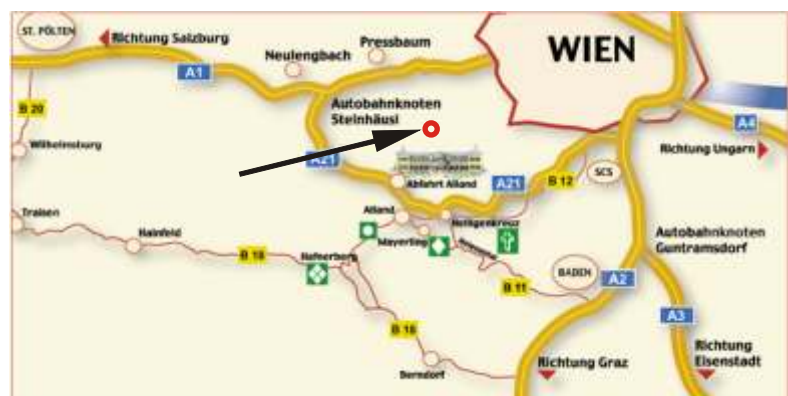 ST. PÖLTEN
Richtung Salzburg
Pressbaum
Neulengbach
WIEN
A1
Autobahnknoten
Steinhäusl
B 20
A4
Wilhelmsburg
A21
Richtung Ungarn
Abfahrt Alland
A21
B 12
SCS
Traisen
Alland
Heiligenkreuz
Hainfeld
Mayerling
Autobahnknoten
Guntramsdorf
B 18
Hafnerberg
BADEN
A2
B 11
A3
B 18
Richtung
Eisenstadt
Richtung Graz
Berndorf